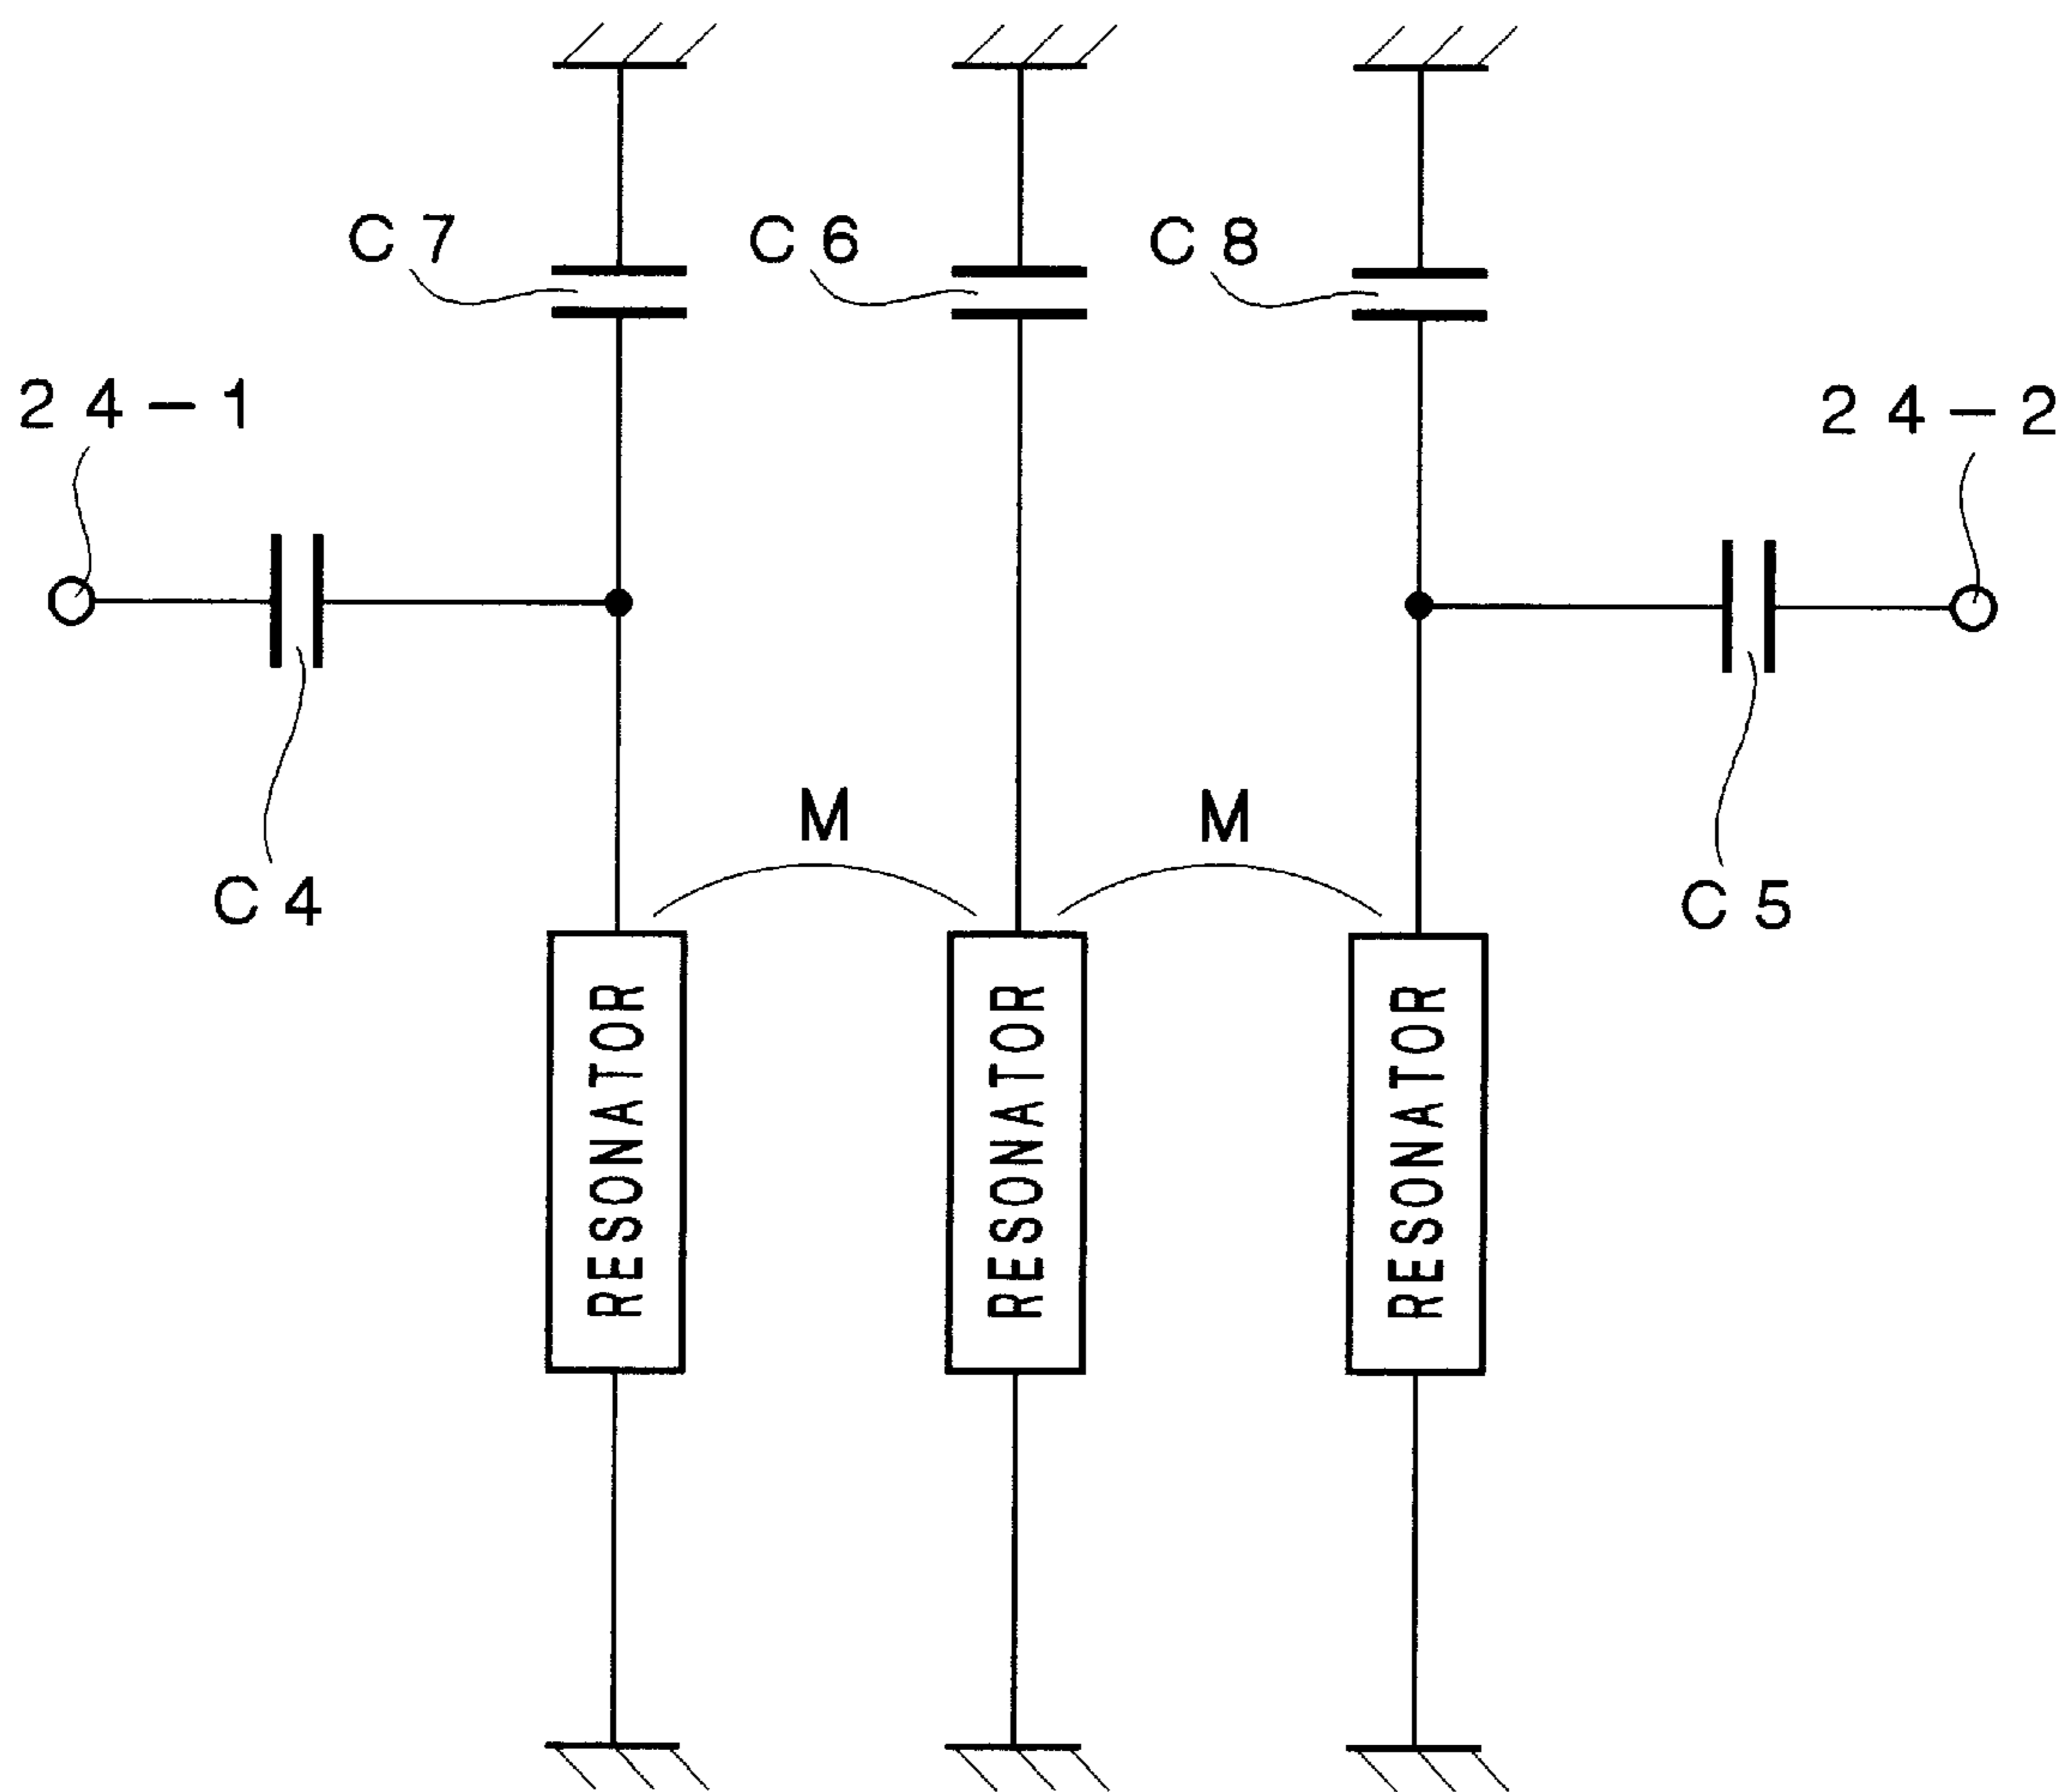 C7 C6 C8
24-1 24-2
M M
C4 C5
RESONATOR RESONATOR RESONATOR